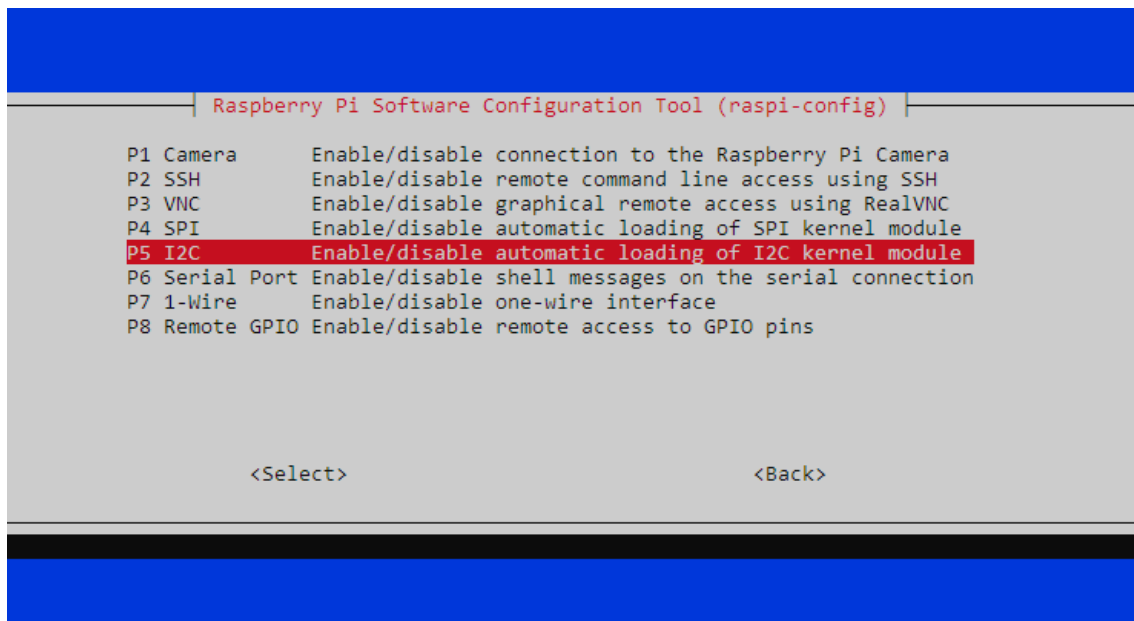 Raspberry Pi Software Configuration Tool (raspi-config)
P1 Camera Enable/disable connection to the Raspberry Pi Camera
P2 SSH Enable/disable remote command line access using SSH
P3 VNC Enable/disable graphical remote access using RealVNC
P4 SPI Enable/disable automatic loading of SPI kernel module
P5 I2C Enable/disable automatic loading of I2C kernel module
P6 Serial Port Enable/disable shell messages on the serial connection
P7 1-Wire Enable/disable one-wire interface
P8 Remote GPIO Enable/disable remote access to GPIO pins
<Select> <Back>